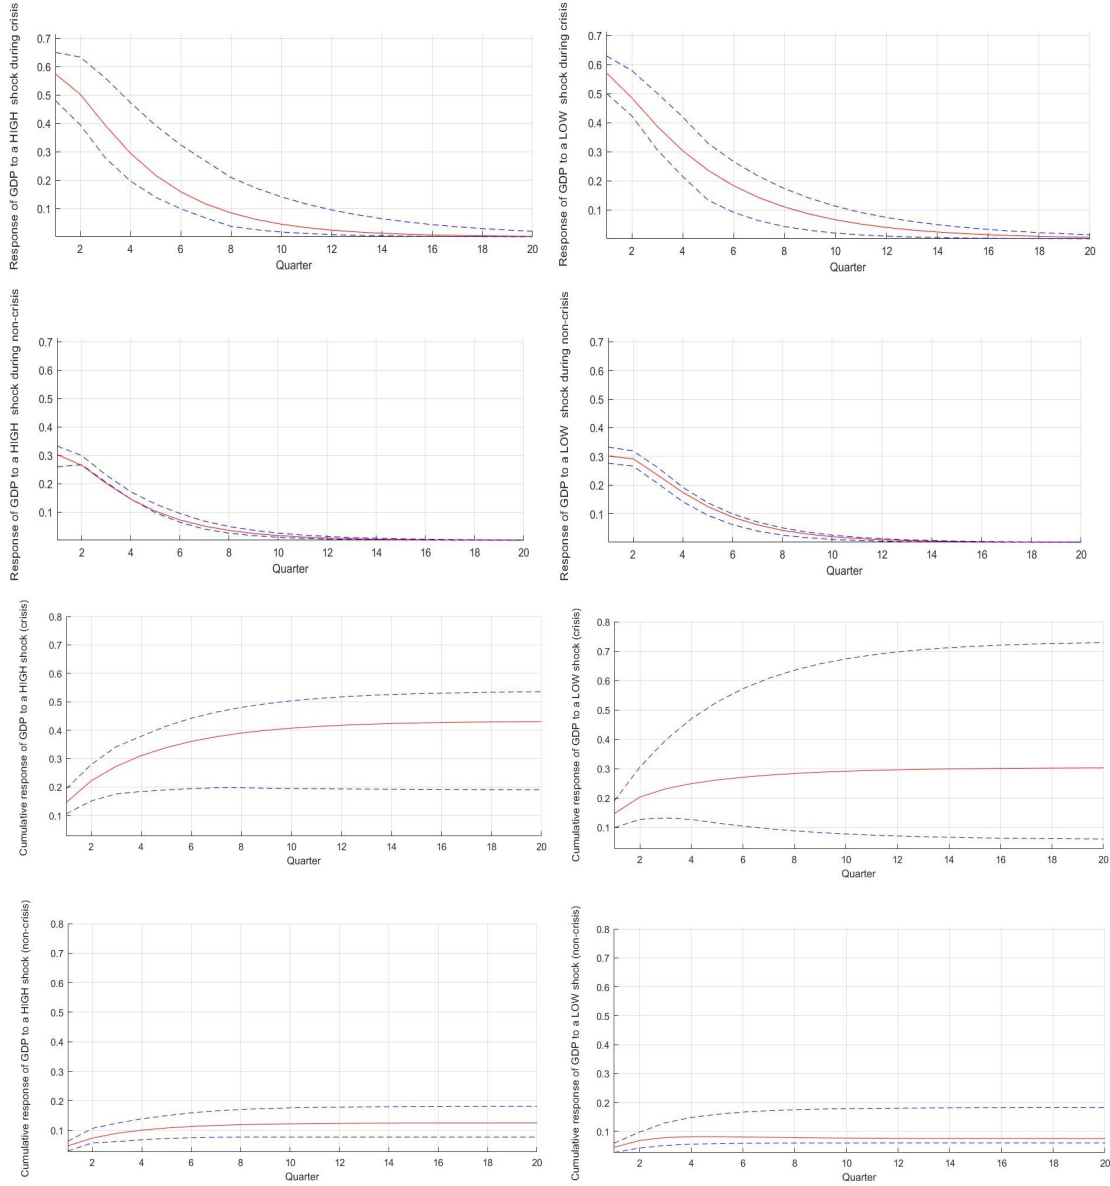 Response of GDP to a HIGH shock during crisis
0.7
0.6
0.5
0.4
0.3
0.2
0.1
2 4 6 8 10 12 14 16 18 20
Quarter
Response of GDP to a LOW shock during crisis
0.7
0.6
0.5
0.4
0.3
0.2
0.1
2 4 6 8 10 12 14 16 18 20
Quarter
Response of GDP to a HIGH shock during non-crisis
0.7
0.6
0.5
0.4
0.3
0.2
0.1
2 4 6 8 10 12 14 16 18 20
Quarter
Response of GDP to a LOW shock during non-crisis
0.7
0.6
0.5
0.4
0.3
0.2
0.1
2 4 6 8 10 12 14 16 18 20
Quarter
Cumulative response of GDP to a HIGH shock (crisis)
0.8
0.7
0.6
0.5
0.4
0.3
0.2
0.1
2 4 6 8 10 12 14 16 18 20
Quarter
Cumulative response of GDP to a LOW shock (crisis)
0.8
0.7
0.6
0.5
0.4
0.3
0.2
0.1
2 4 6 8 10 12 14 16 18 20
Quarter
Cumulative response of GDP to a HIGH shock (non-crisis)
0.8
0.7
0.6
0.5
0.4
0.3
0.2
0.1
2 4 6 8 10 12 14 16 18 20
Quarter
Cumulative response of GDP to a LOW shock (non-crisis)
0.8
0.7
0.6
0.5
0.4
0.3
0.2
0.1
2 4 6 8 10 12 14 16 18 20
Quarter